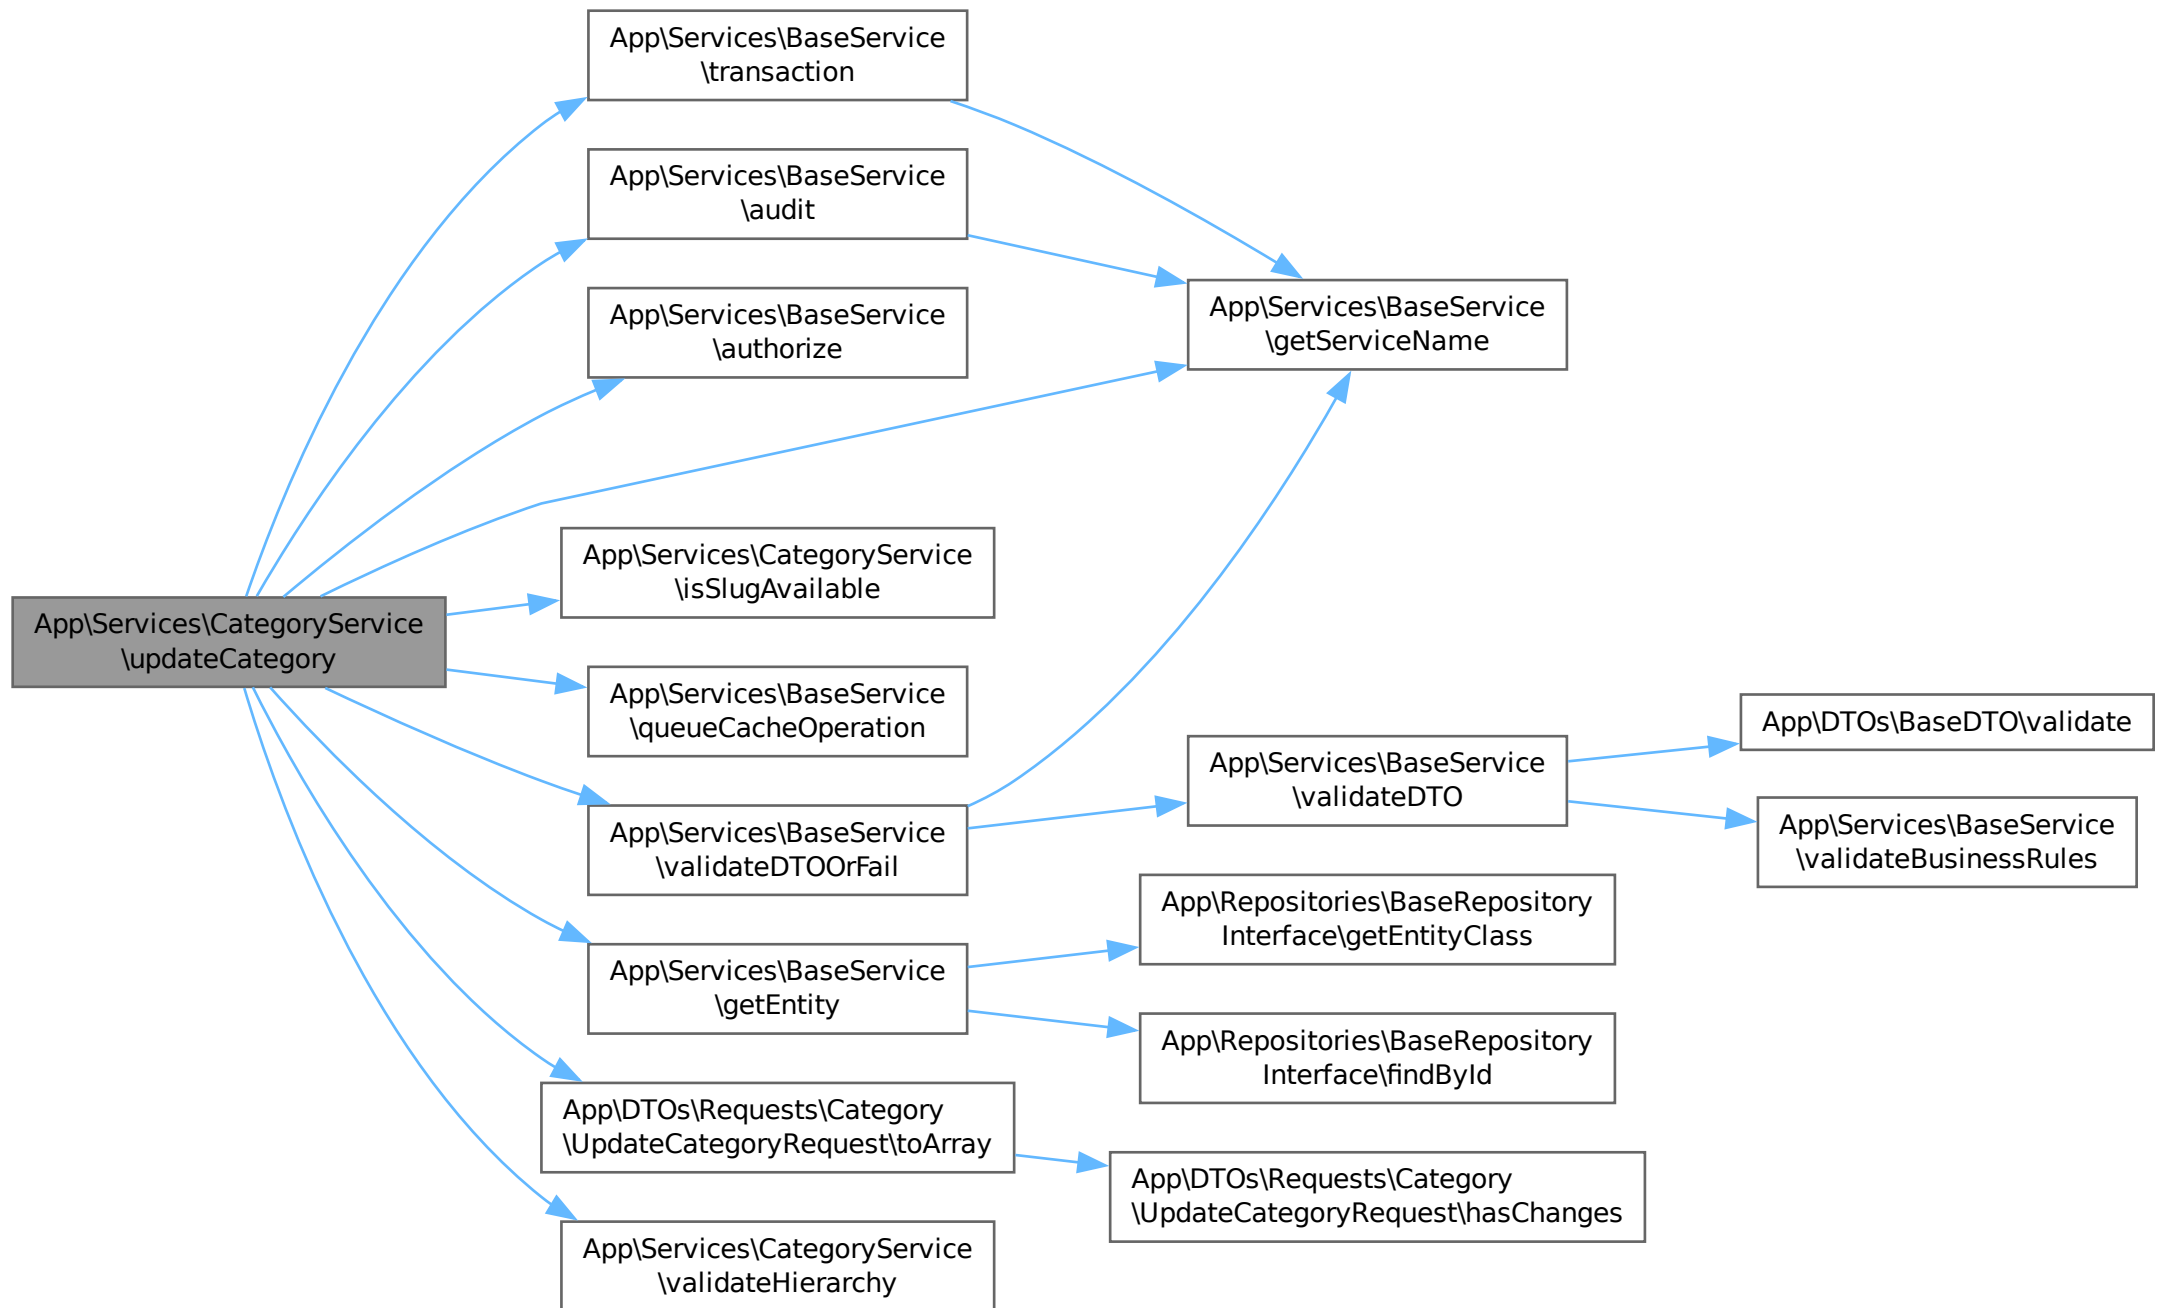 App\Services\CategoryService
\updateCategory
App\Services\BaseService
\transaction
App\Services\BaseService
\audit
App\Services\BaseService
\authorize
App\Services\BaseService
\getServiceName
App\Services\CategoryService
\isSlugAvailable
App\Services\BaseService
\queueCacheOperation
App\Services\BaseService
\validateDTOOrFail
App\Services\BaseService
\validateDTO
App\DTOs\BaseDTO\validate
App\Services\BaseService
\validateBusinessRules
App\Services\BaseService
\getEntity
App\Repositories\BaseRepository
Interface\getEntityClass
App\Repositories\BaseRepository
Interface\findById
App\DTOs\Requests\Category
\UpdateCategoryRequest\toArray
App\DTOs\Requests\Category
\UpdateCategoryRequest\hasChanges
App\Services\CategoryService
\validateHierarchy